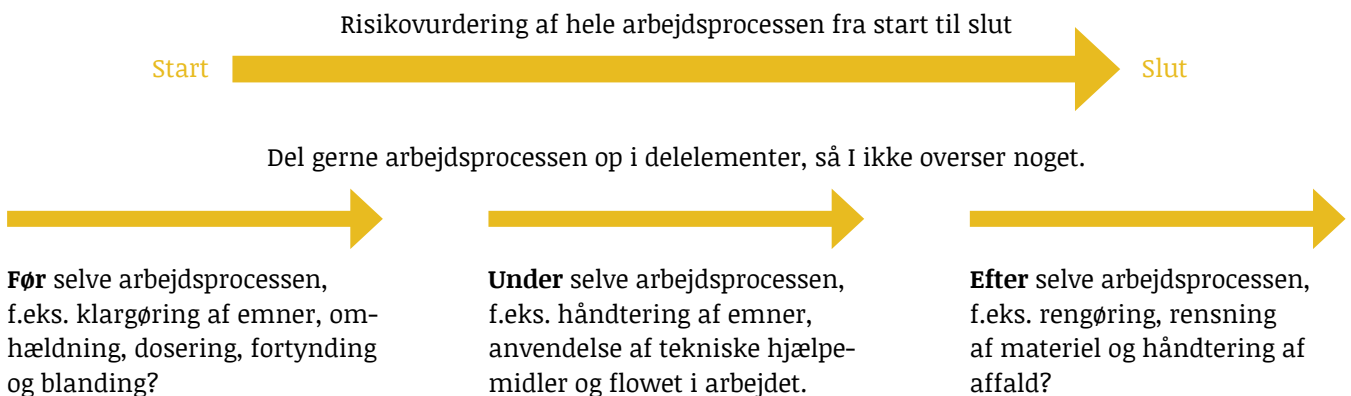 Risikovurdering af hele arbejdsprocessen fra start til slut
Start
Slut
Del gerne arbejdsprocessen op i delelementer, så I ikke overser noget.
Før selve arbejdsprocessen,
f.eks. klargøring af emner, om-
hældning, dosering, fortynding
og blanding?
Under selve arbejdsprocessen,
f.eks. håndtering af emner,
anvendelse af tekniske hjælpe-
midler og flowet i arbejdet.
Efter selve arbejdsprocessen,
f.eks. rengøring, rensning
af materiel og håndtering af
affald?